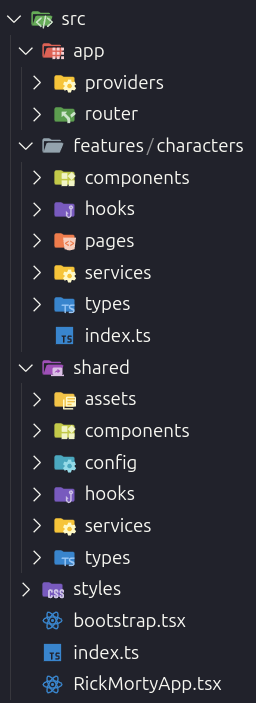 src
app
providers
router
features/characters
components
hooks
pages
services
types
index.ts
shared
assets
components
config
hooks
services
types
styles
bootstrap.tsx
index.ts
RickMortyApp.tsx